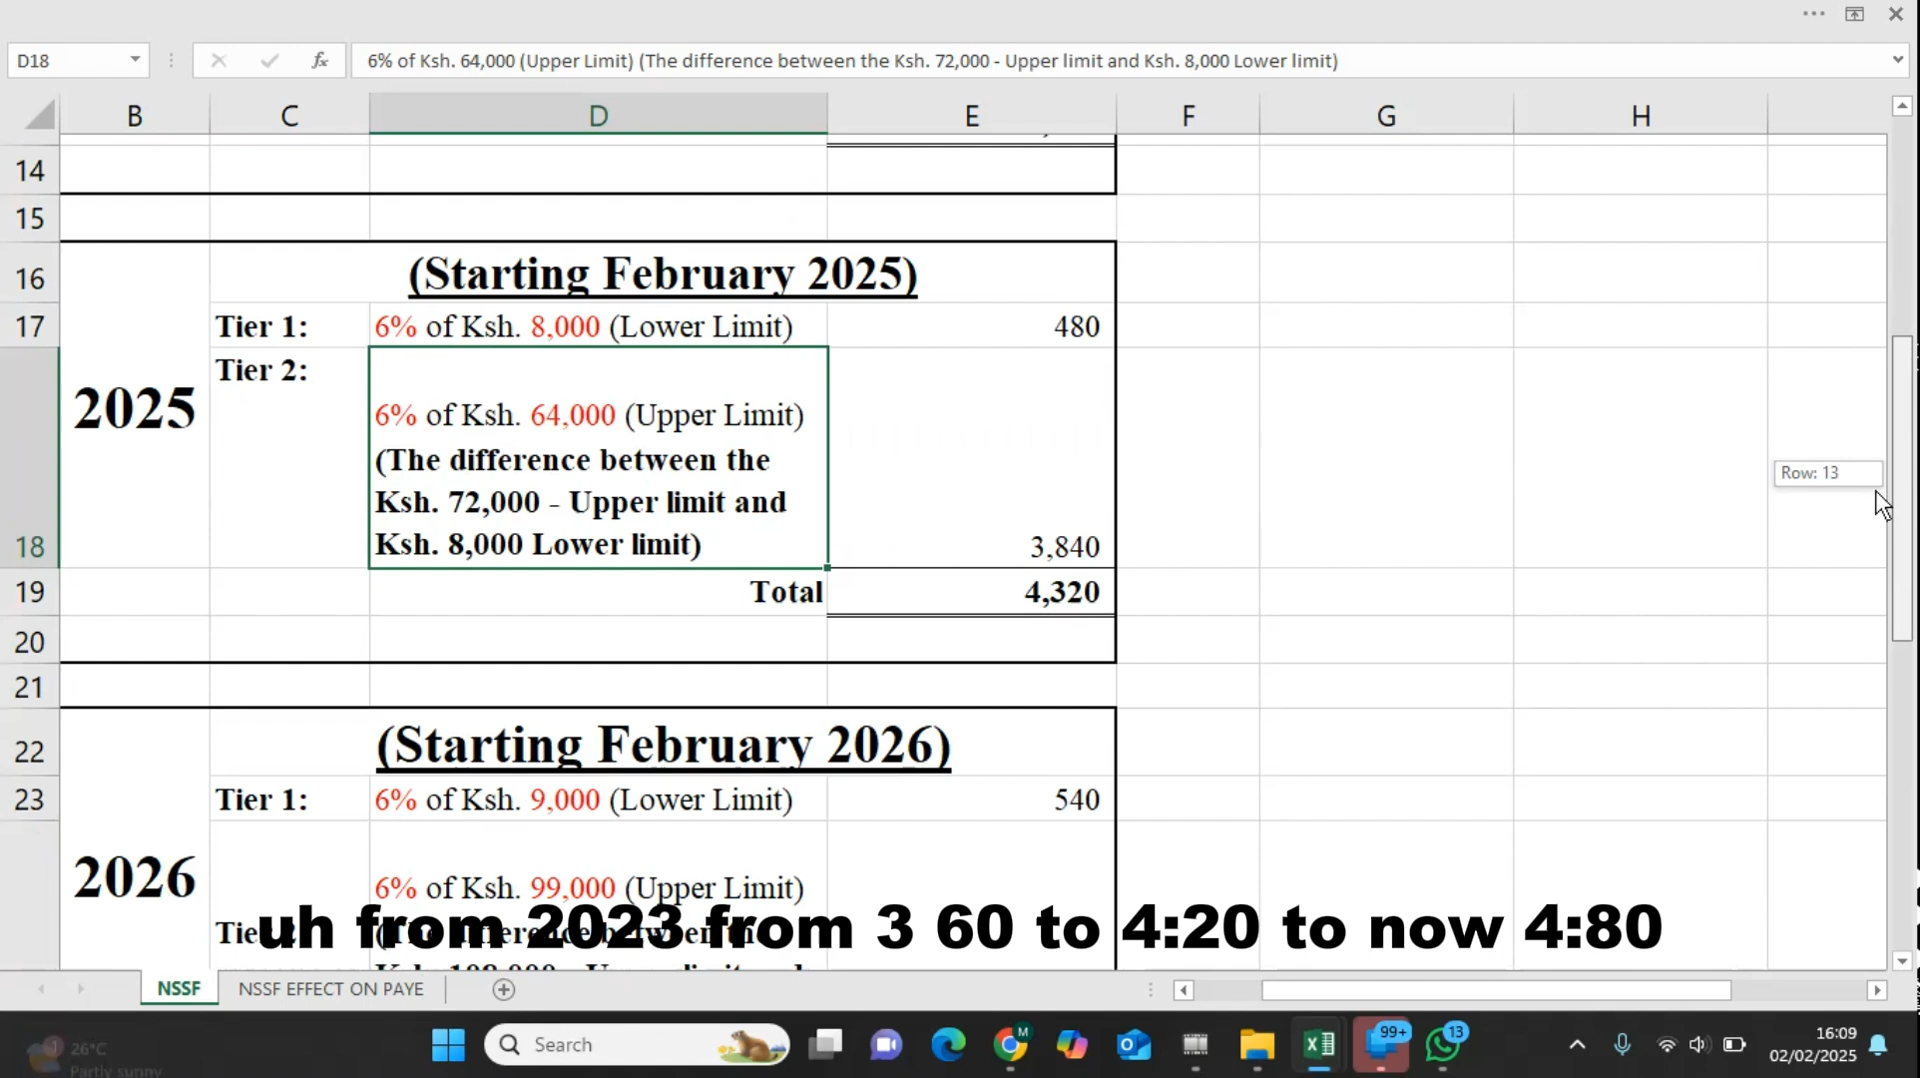 D18
fx
6% of Ksh. 64,000 (Upper Limit) (The difference between the Ksh. 72,000 - Upper limit and Ksh. 8,000 Lower limit)
B C D E F G H
14
15
16 (Starting February 2025)
17 Tier 1: 6% of Ksh. 8,000 (Lower Limit) 480
Tier 2:
2025
6% of Ksh. 64,000 (Upper Limit)
(The difference between the
Ksh. 72,000 - Upper limit and
Ksh. 8,000 Lower limit)
18 3,840
Row: 13
19 Total 4,320
20
21
22 (Starting February 2026)
23 Tier 1: 6% of Ksh. 9,000 (Lower Limit) 540
2026
6% of Ksh. 99,000 (Upper Limit)
uh from 2023 from 3 60 to 4:20 to now 4:80
NSSF NSSF EFFECT ON PAYE
26°C
Partly sunny
Search
M
99+
13
16:09
02/02/2025